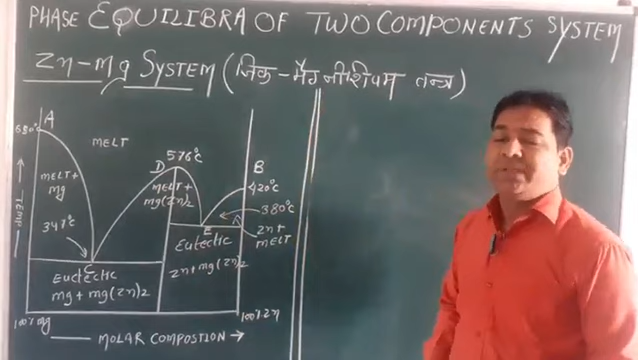 PHASE EQUILIBRA OF TWO COMPONENTS SYSTEM
Zn-Mg SYSTEM (जिंक-मैग्नीशियम तन्त्र)
650°C A
MELT
D 576°C
B
420°C
MELT + Mg
MELT + Mg(Zn)2
TEMP
347°C
380°C
E
Zn + MELT
C
Eutectic
Zn + Mg(Zn)2
Euctectic
Mg + Mg(Zn)2
100% Mg
100% Zn
MOLAR COMPOSTION